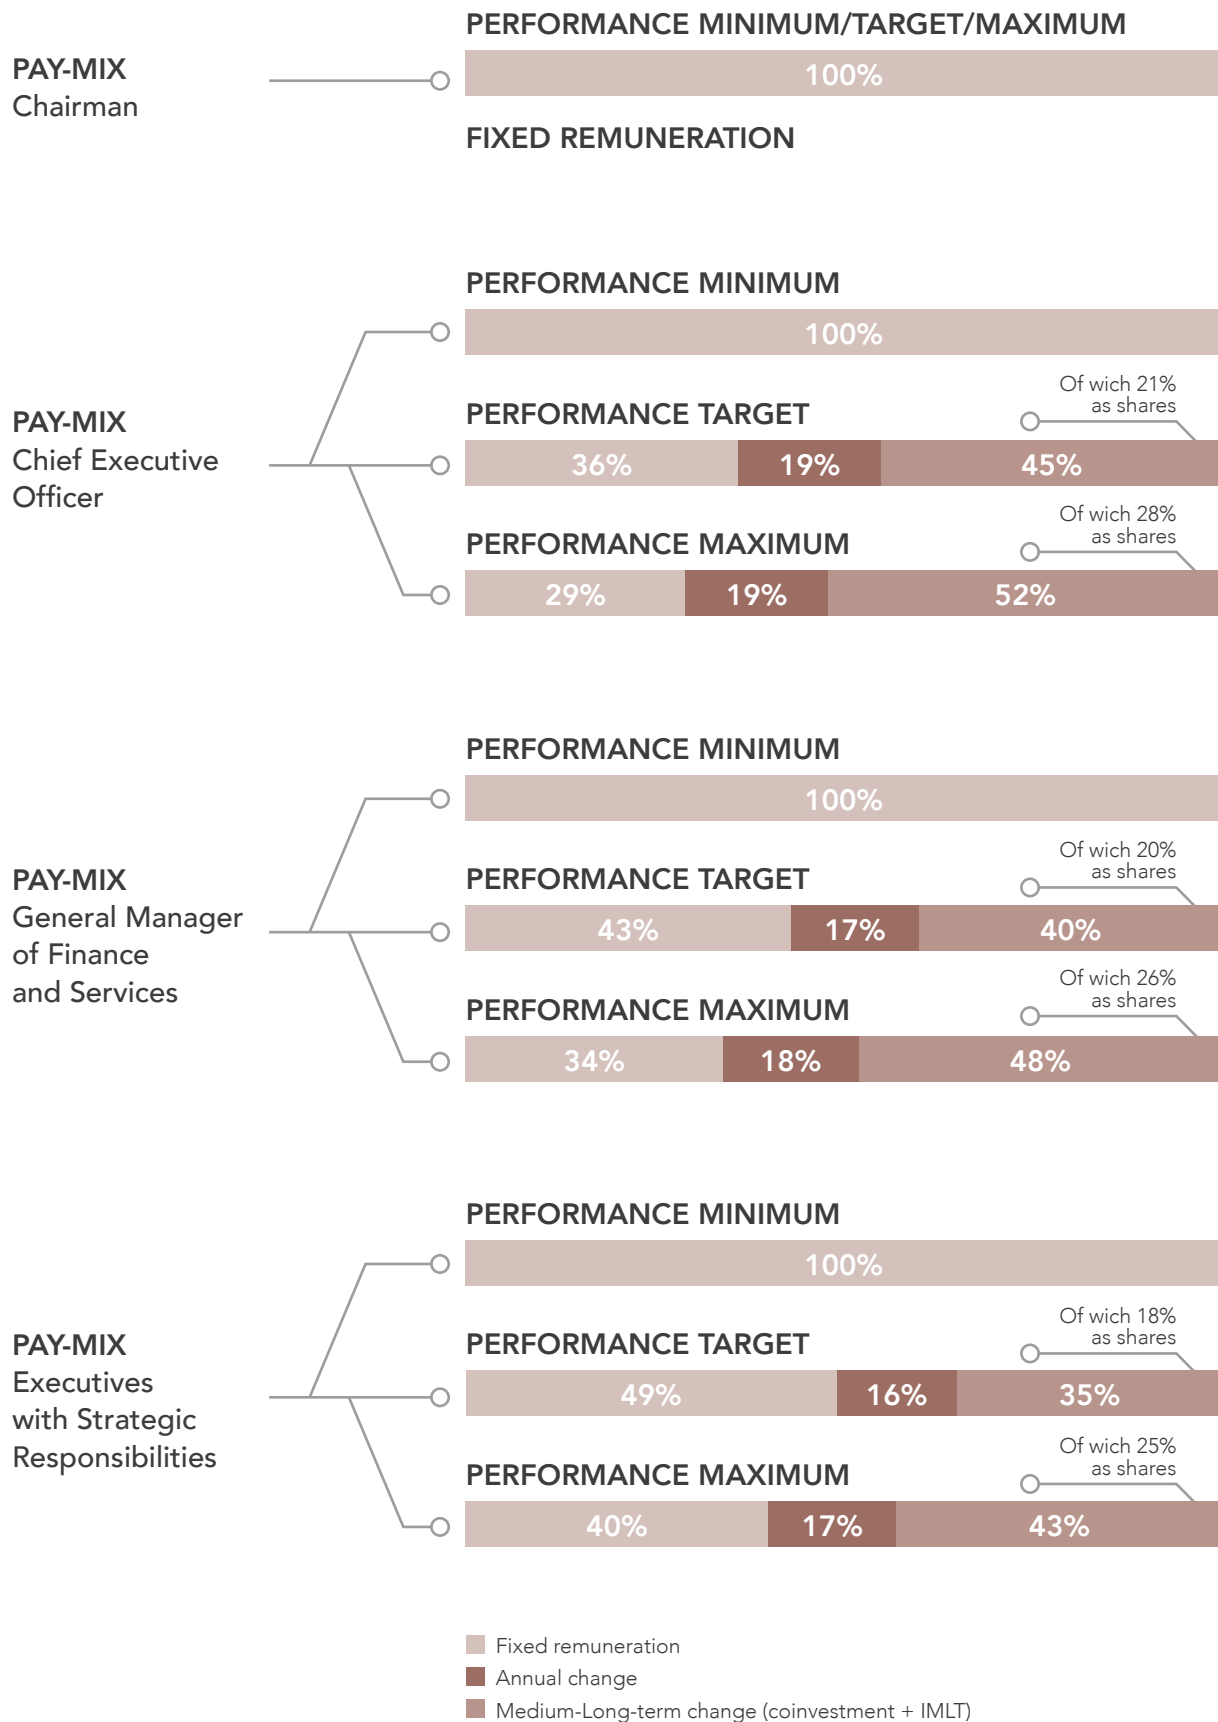 PERFORMANCE MINIMUM/TARGET/MAXIMUM
PAY-MIX
Chairman
100%
FIXED REMUNERATION
PERFORMANCE MINIMUM
100%
PAY-MIX
Chief Executive
Officer
PERFORMANCE TARGET
Of wich 21%
as shares
36%
19%
45%
PERFORMANCE MAXIMUM
Of wich 28%
as shares
29%
19%
52%
PERFORMANCE MINIMUM
100%
PAY-MIX
General Manager
of Finance
and Services
PERFORMANCE TARGET
Of wich 20%
as shares
43%
17%
40%
PERFORMANCE MAXIMUM
Of wich 26%
as shares
34%
18%
48%
PERFORMANCE MINIMUM
100%
PAY-MIX
Executives
with Strategic
Responsibilities
PERFORMANCE TARGET
Of wich 18%
as shares
49%
16%
35%
PERFORMANCE MAXIMUM
Of wich 25%
as shares
40%
17%
43%
Fixed remuneration
Annual change
Medium-Long-term change (coinvestment + IMLT)